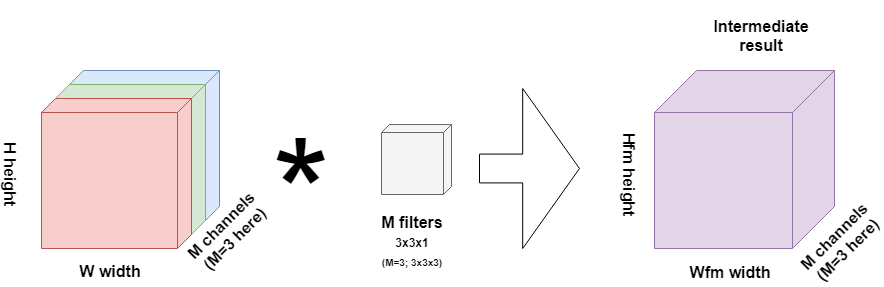 Intermediate
result
H height
W width
M channels
(M=3 here)
*
M filters
3x3x1
(M=3; 3x3x3)
Hfm height
Wfm width
M channels
(M=3 here)